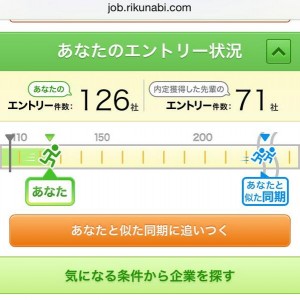 job.rikunabi.com
あなたのエントリー状況
あなたの
エントリー件数: 126社
内定獲得した先輩の
エントリー件数: 71社
110 150 200
あなた
あなたと
似た同期
あなたと似た同期に追いつく
気になる条件から企業を探す